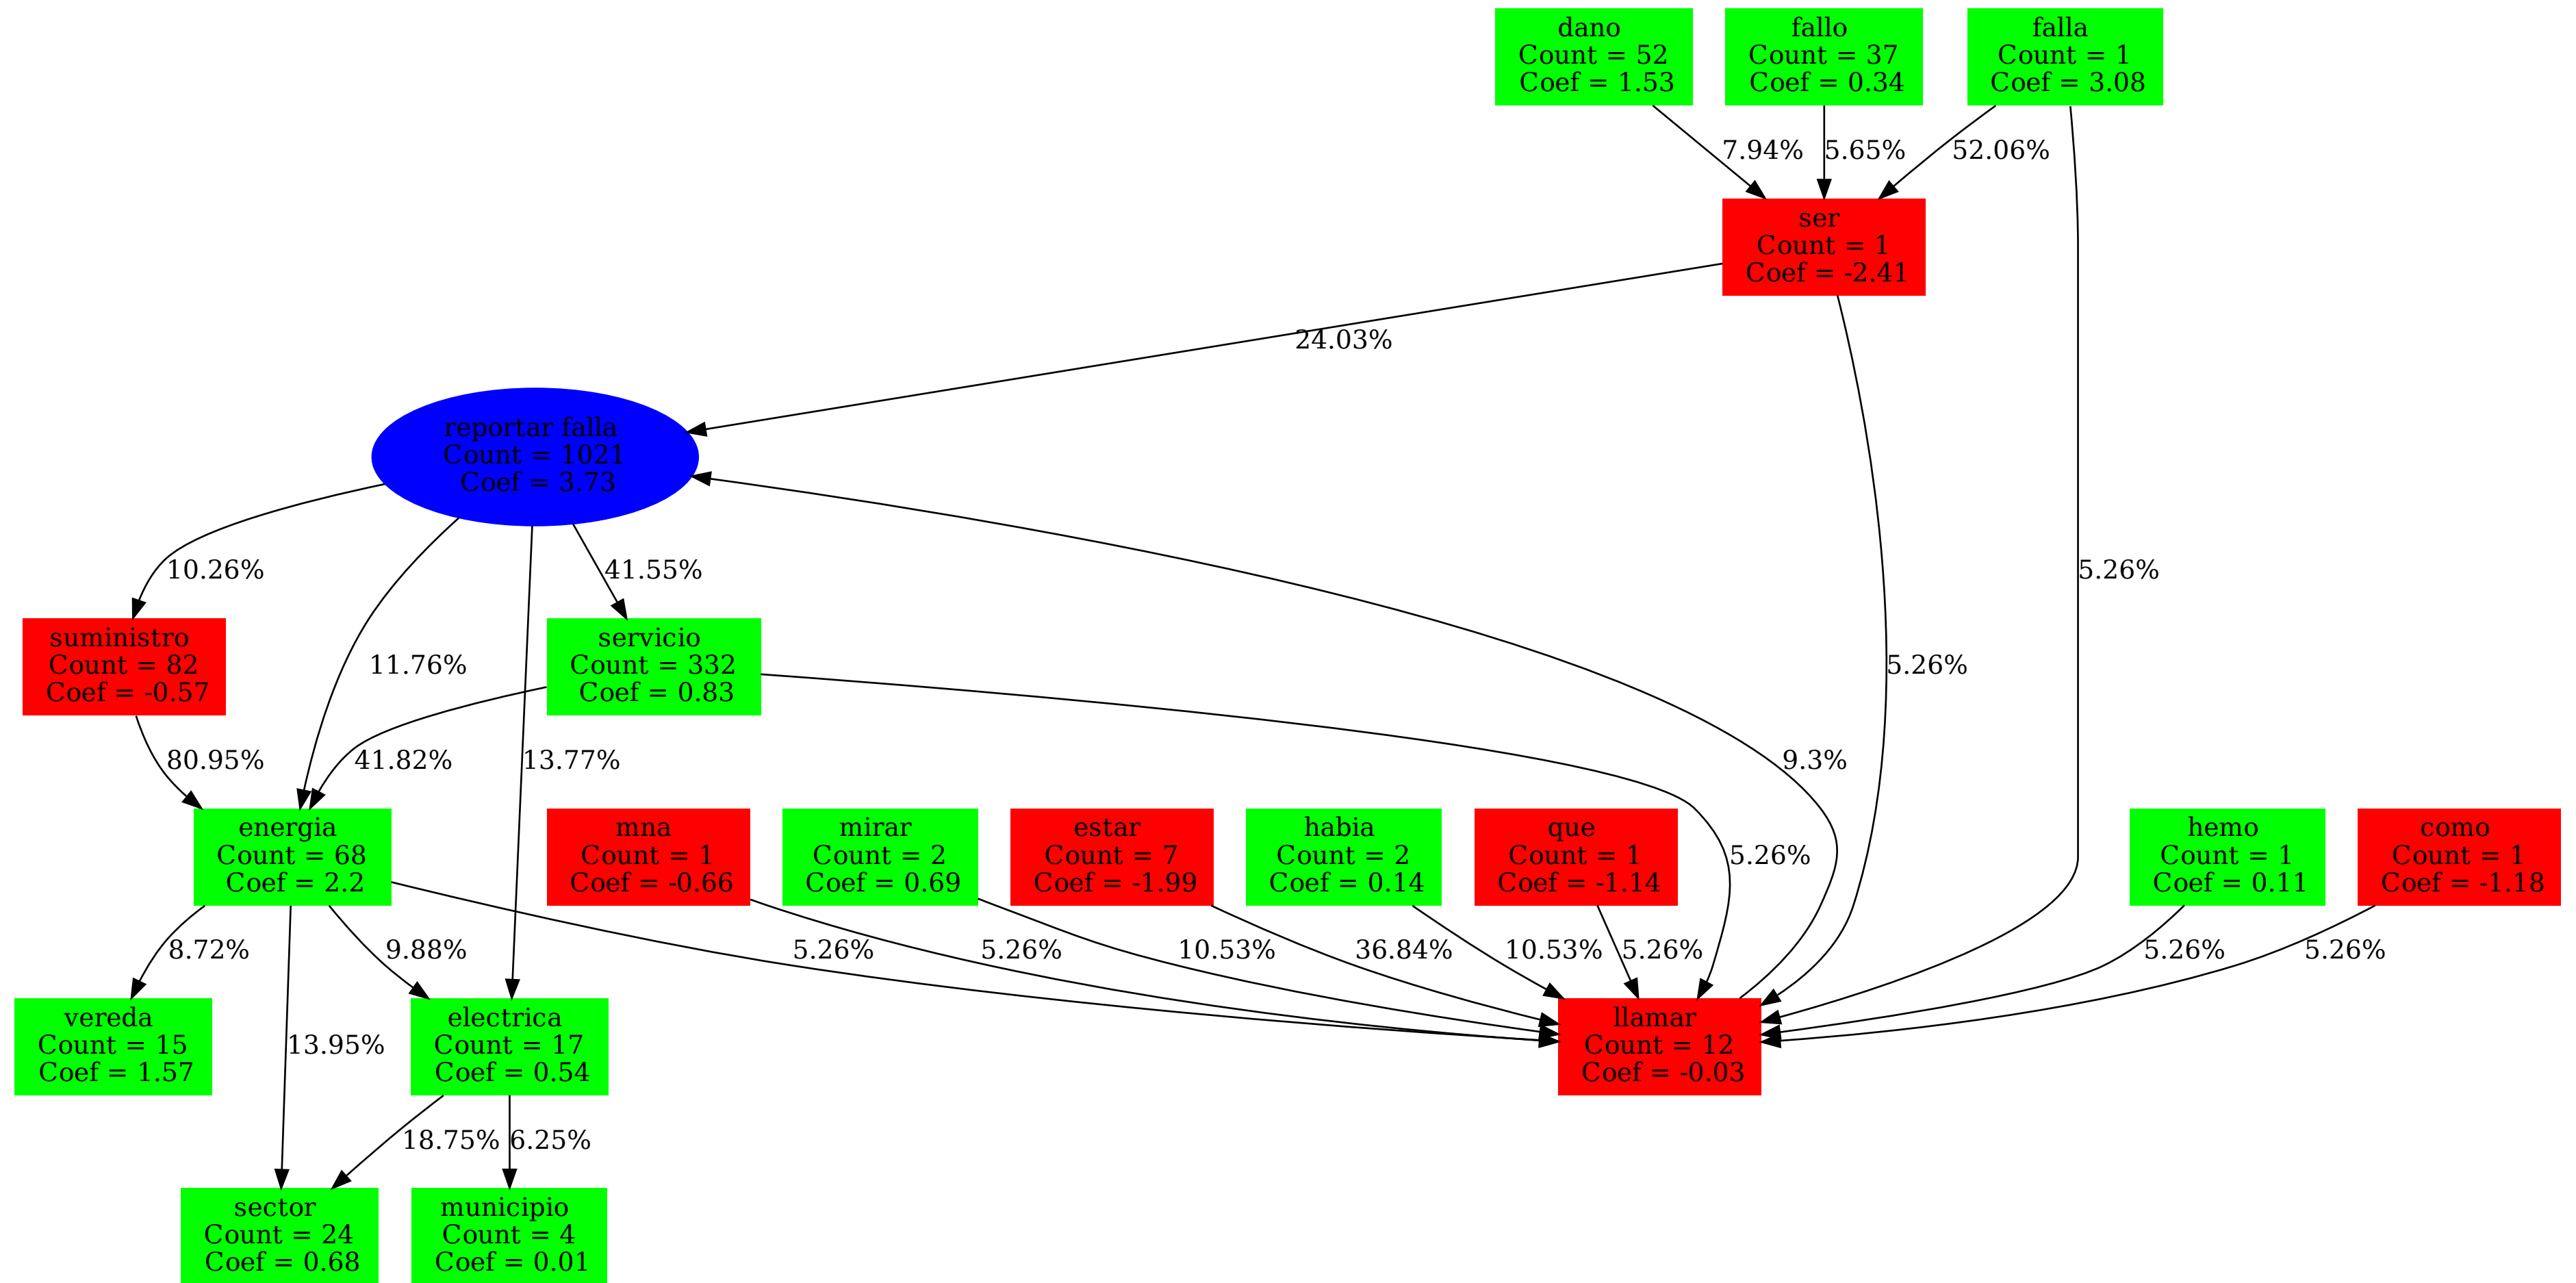 dano
Count = 52
Coef = 1.53
fallo
Count = 37
Coef = 0.34
falla
Count = 1
Coef = 3.08
7.94%
5.65%
52.06%
ser
Count = 1
Coef = -2.41
24.03%
reportar falla
Count = 1021
Coef = 3.73
10.26%
41.55%
5.26%
suministro
Count = 82
Coef = -0.57
11.76%
servicio
Count = 332
Coef = 0.83
5.26%
80.95%
41.82%
13.77%
9.3%
energia
Count = 68
Coef = 2.2
mna
Count = 1
Coef = -0.66
mirar
Count = 2
Coef = 0.69
estar
Count = 7
Coef = -1.99
habia
Count = 2
Coef = 0.14
que
Count = 1
Coef = -1.14
5.26%
hemo
Count = 1
Coef = 0.11
como
Count = 1
Coef = -1.18
8.72%
9.88%
5.26%
5.26%
10.53%
36.84%
10.53%
5.26%
5.26%
5.26%
vereda
Count = 15
Coef = 1.57
13.95%
electrica
Count = 17
Coef = 0.54
llamar
Count = 12
Coef = -0.03
18.75%
6.25%
sector
Count = 24
Coef = 0.68
municipio
Count = 4
Coef = 0.01